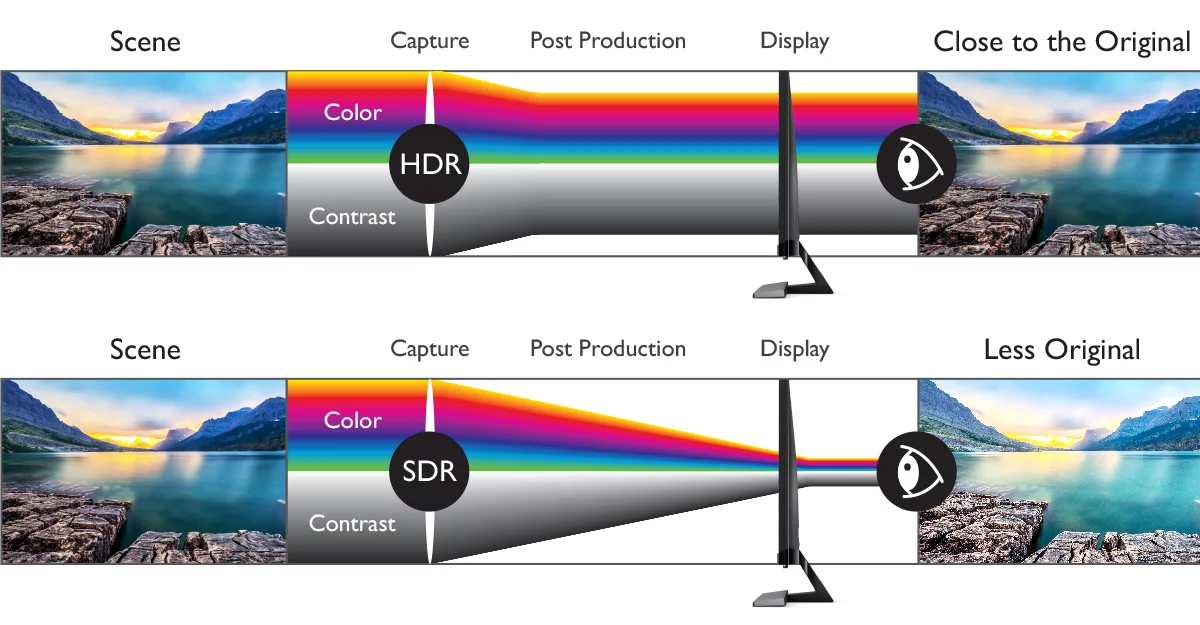 Scene
Capture
Post Production
Display
Close to the Original
Color
HDR
Contrast
Scene
Capture
Post Production
Display
Less Original
Color
SDR
Contrast